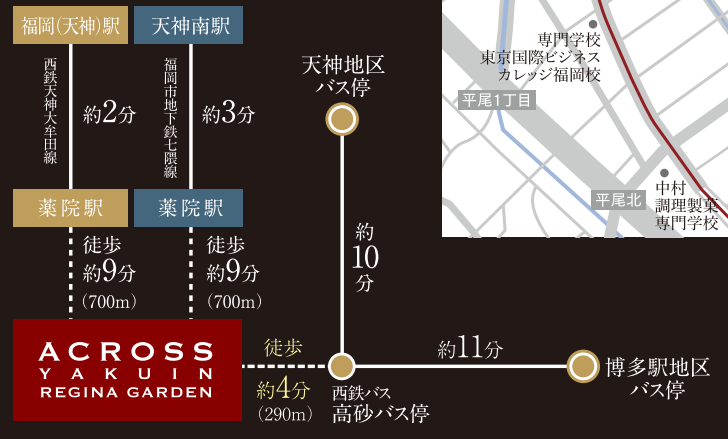 福岡(天神)駅
天神南駅
西鉄天神大牟田線
約2分
福岡市地下鉄七隈線
約3分
薬院駅
薬院駅
徒歩
約9分
(700m)
徒歩
約9分
(700m)
ACROSS
YAKUIN
REGINA GARDEN
徒歩
約4分
(290m)
天神地区
バス停
約
10
分
西鉄バス
高砂バス停
約11分
博多駅地区
バス停
専門学校
東京国際ビジネス
カレッジ福岡校
平尾1丁目
平尾北
中村
調理製菓
専門学校